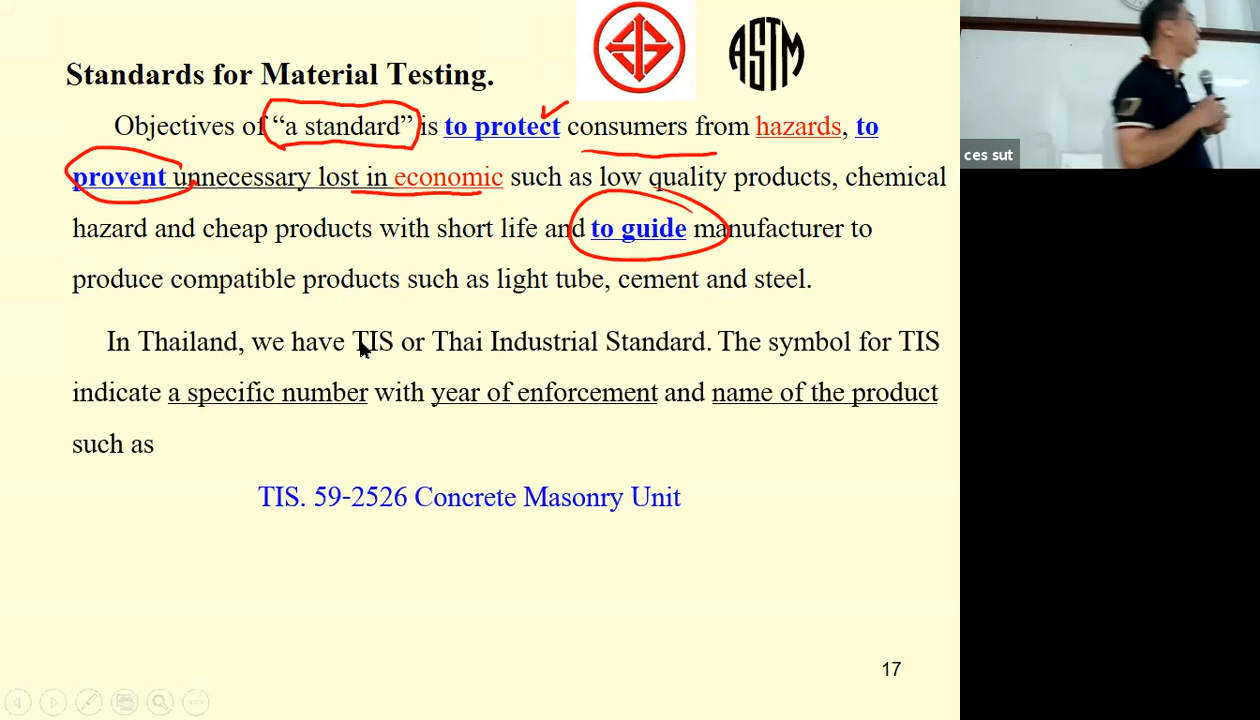 ASTM
Standards for Material Testing.
Objectives of “a standard” is to protect consumers from hazards, to
provent unnecessary lost in economic such as low quality products, chemical
hazard and cheap products with short life and to guide manufacturer to
produce compatible products such as light tube, cement and steel.
In Thailand, we have TIS or Thai Industrial Standard. The symbol for TIS
indicate a specific number with year of enforcement and name of the product
such as
TIS. 59-2526 Concrete Masonry Unit
17
ces sut